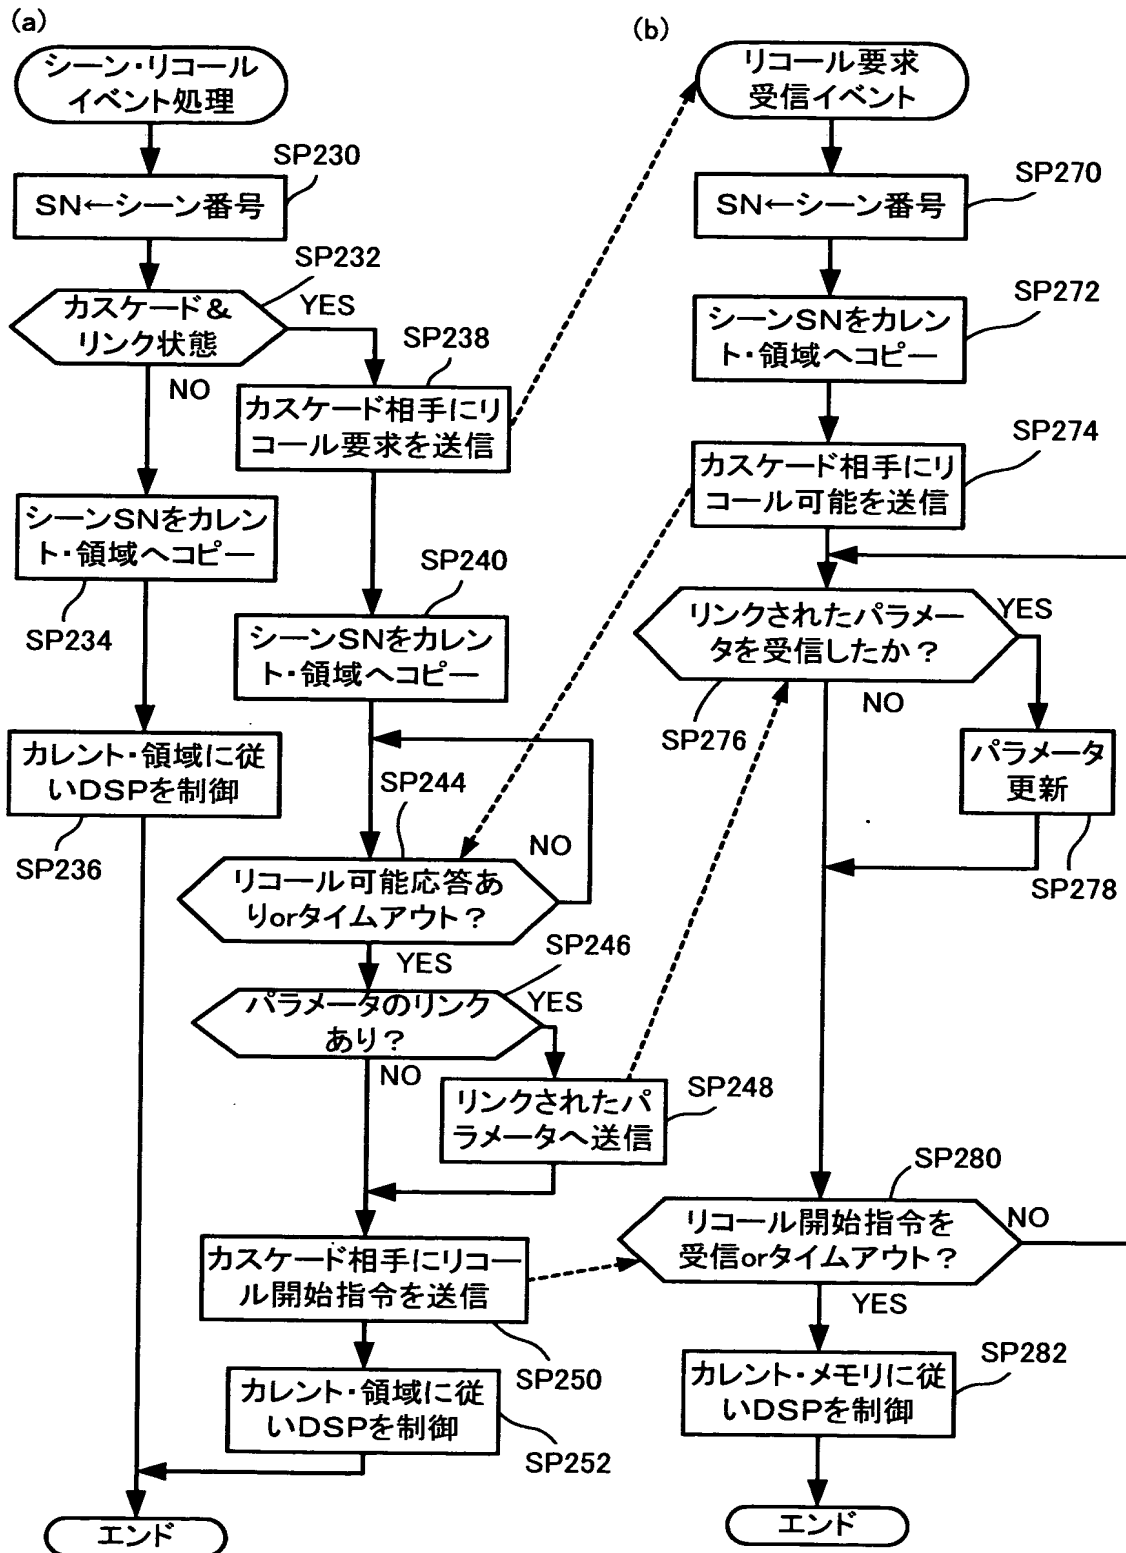 (a)
シーン・リコール
イベント処理
SP230
SN←シーン番号
SP232
カスケード&
リンク状態
YES
NO
SP238
カスケード相手にリ
コール要求を送信
シーンSNをカレン
ト・領域へコピー
SP234
SP240
シーンSNをカレン
ト・領域へコピー
カレント・領域に従
いDSPを制御
SP236
SP244
NO
リコール可能応答あ
りorタイムアウト?
YES
SP246
パラメータのリンク
あり?
YES
NO
SP248
リンクされたパ
ラメータへ送信
カスケード相手にリコー
ル開始指令を送信
SP250
カレント・領域に従
いDSPを制御
SP252
エンド
(b)
リコール要求
受信イベント
SP270
SN←シーン番号
SP272
シーンSNをカレン
ト・領域へコピー
SP274
カスケード相手にリ
コール可能を送信
リンクされたパラメー
タを受信したか?
YES
NO
SP276
パラメータ
更新
SP278
SP280
リコール開始指令を
受信orタイムアウト?
NO
YES
SP282
カレント・メモリに従
いDSPを制御
エンド